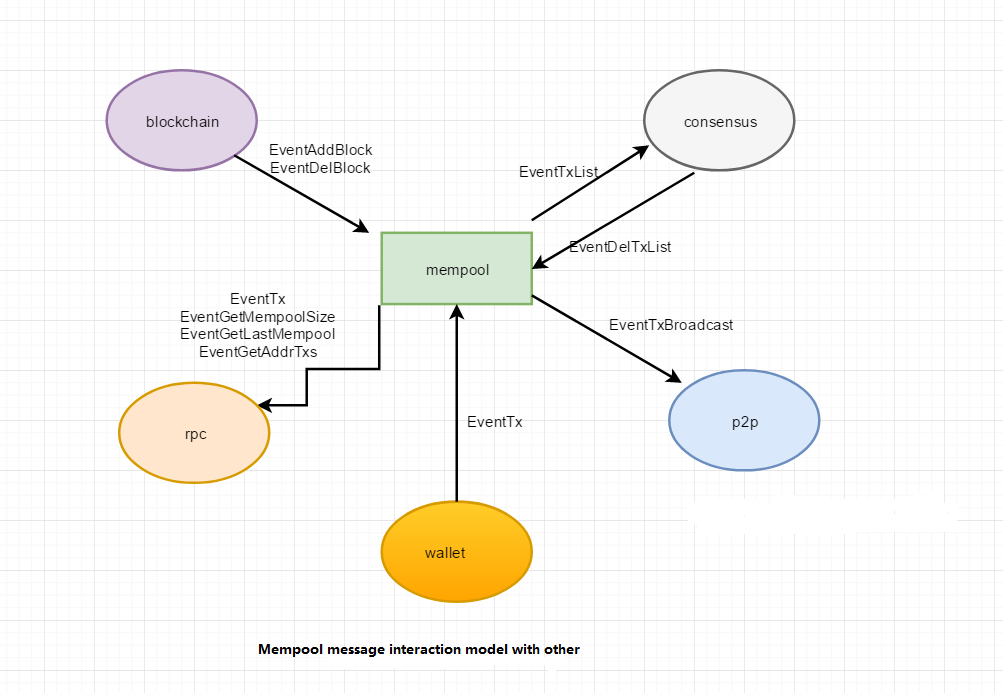 blockchain
consensus
EventAddBlock
EventDelBlock
EventTxList
EventDelTxList
mempool
EventTx
EventGetMempoolSize
EventGetLastMempool
EventGetAddrTxs
EventTxBroadcast
rpc
EventTx
p2p
wallet
Mempool message interaction model with other